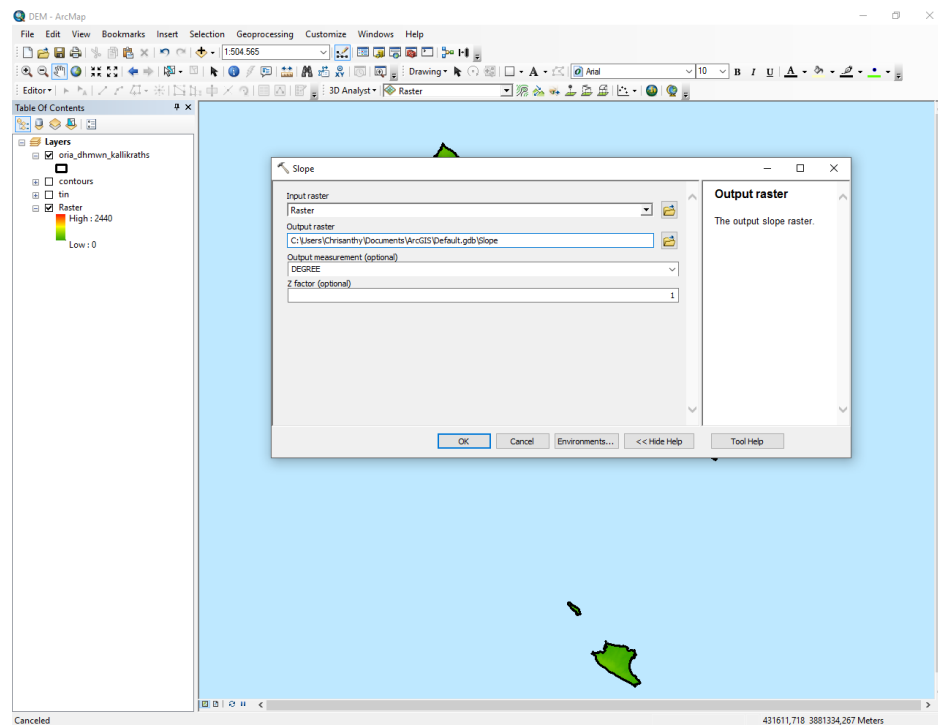 DEM - ArcMap
File Edit View Bookmarks Insert Selection Geoprocessing Customize Windows Help
1:504.565
Drawing A Arial 10 B I U A
Editor 3D Analyst Raster
Table Of Contents
Layers
oria_dhmwn_kallikraths
contours
tin
Raster
High : 2440
Low : 0
Slope
Input raster
Raster
Output raster
C:\Users\Chrisanthy\Documents\ArcGIS\Default.gdb\Slope
Output measurement (optional)
DEGREE
Z factor (optional)
1
OK Cancel Environments... << Hide Help Tool Help
Output raster
The output slope raster.
Canceled 431611,718 3881334,267 Meters